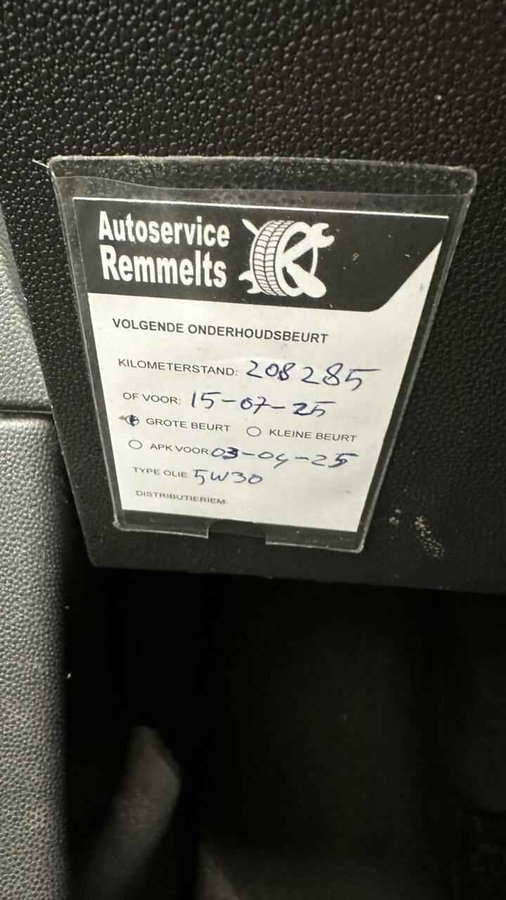 Autoservice
Remmelts
VOLGENDE ONDERHOUDSBEURT
KILOMETERSTAND: 208285
OF VOOR: 15-07-25
GROTE BEURT KLEINE BEURT
APK VOOR: 03-04-25
TYPE OLIE: 5W30
DISTRIBUTIERIEM: